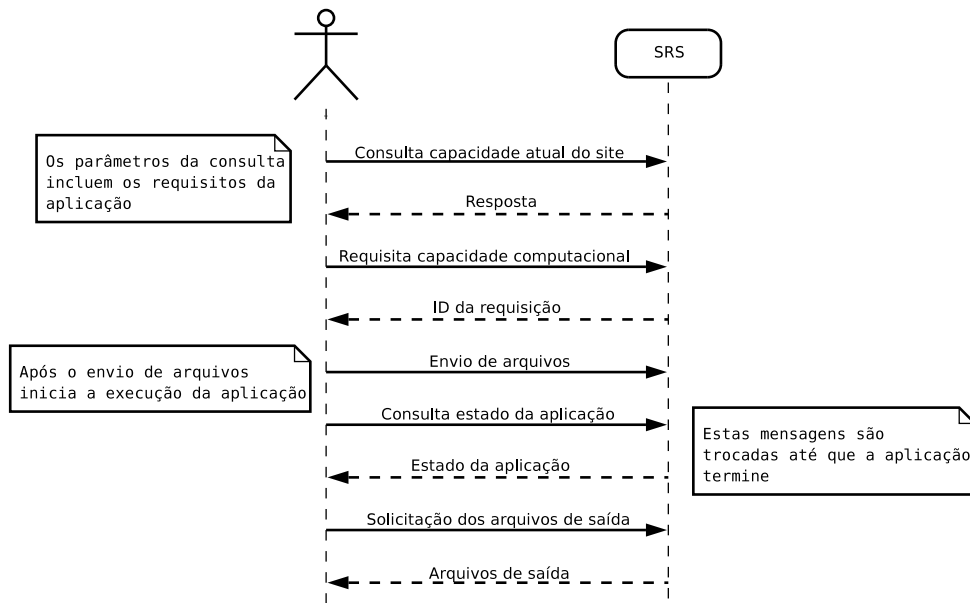 SRS
Os parâmetros da consulta
incluem os requisitos da
aplicação
Consulta capacidade atual do site
Resposta
Requisita capacidade computacional
ID da requisição
Após o envio de arquivos
inicia a execução da aplicação
Envio de arquivos
Consulta estado da aplicação
Estas mensagens são
trocadas até que a aplicação
termine
Estado da aplicação
Solicitação dos arquivos de saída
Arquivos de saída